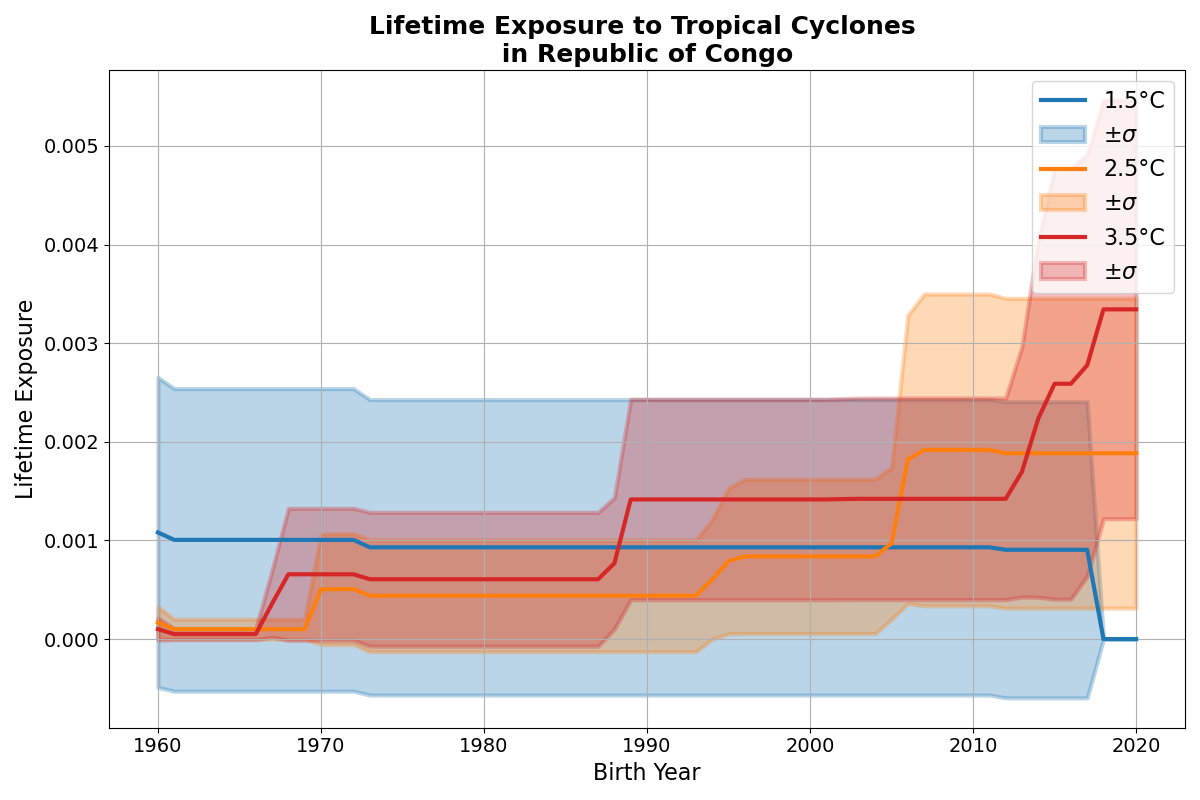 Lifetime Exposure to Tropical Cyclones
in Republic of Congo
1.5°C
±σ
2.5°C
±σ
3.5°C
±σ
Lifetime Exposure
0.005
0.004
0.003
0.002
0.001
0.000
1960 1970 1980 1990 2000 2010 2020
Birth Year